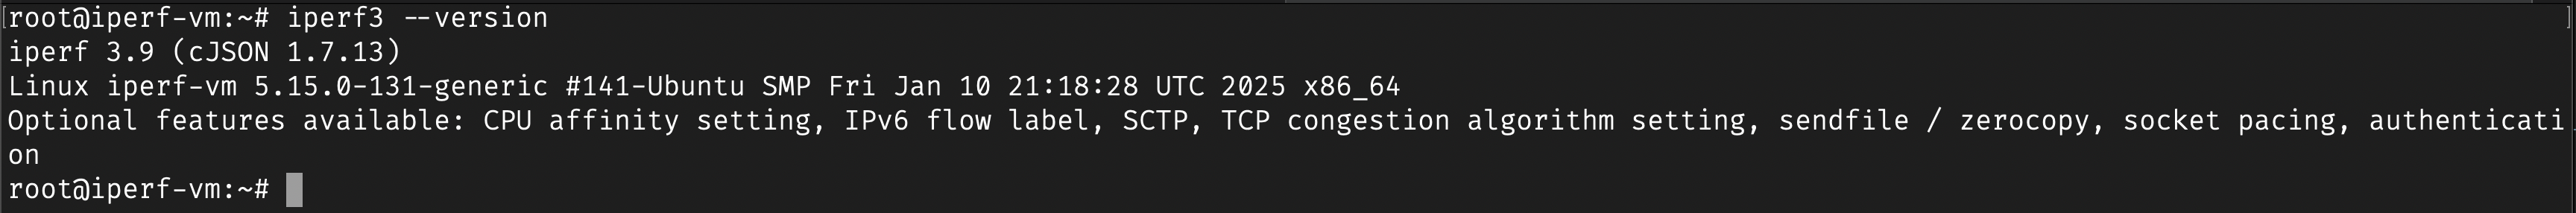 [root@iperf-vm:~# iperf3 --version ]
iperf 3.9 (cJSON 1.7.13)
Linux iperf-vm 5.15.0-131-generic #141-Ubuntu SMP Fri Jan 10 21:18:28 UTC 2025 x86_64
Optional features available: CPU affinity setting, IPv6 flow label, SCTP, TCP congestion algorithm setting, sendfile / zerocopy, socket pacing, authenticati
on
root@iperf-vm:~#